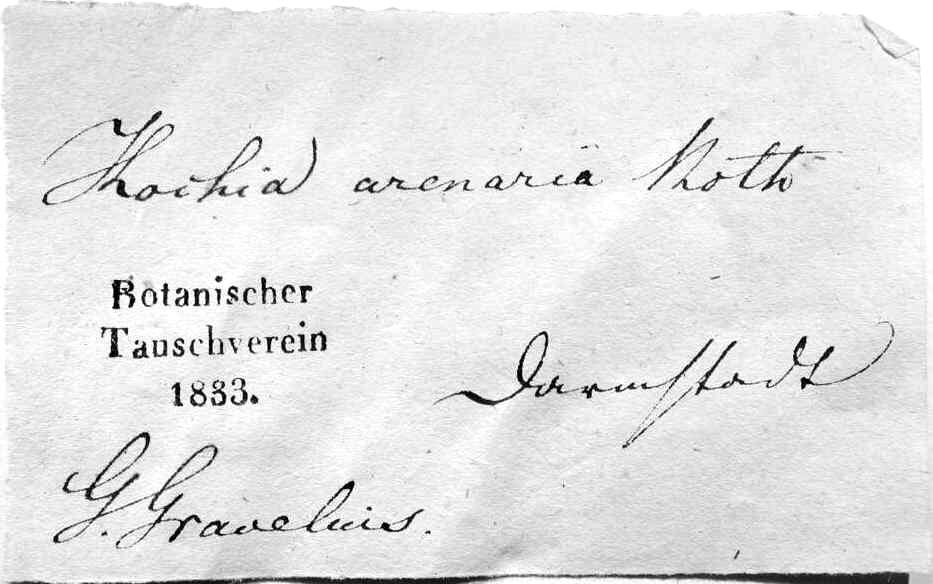 Kochia arenaria Roth
Botanischer
Tauschverein
1833.
Darmstadt
G. Gravelius.